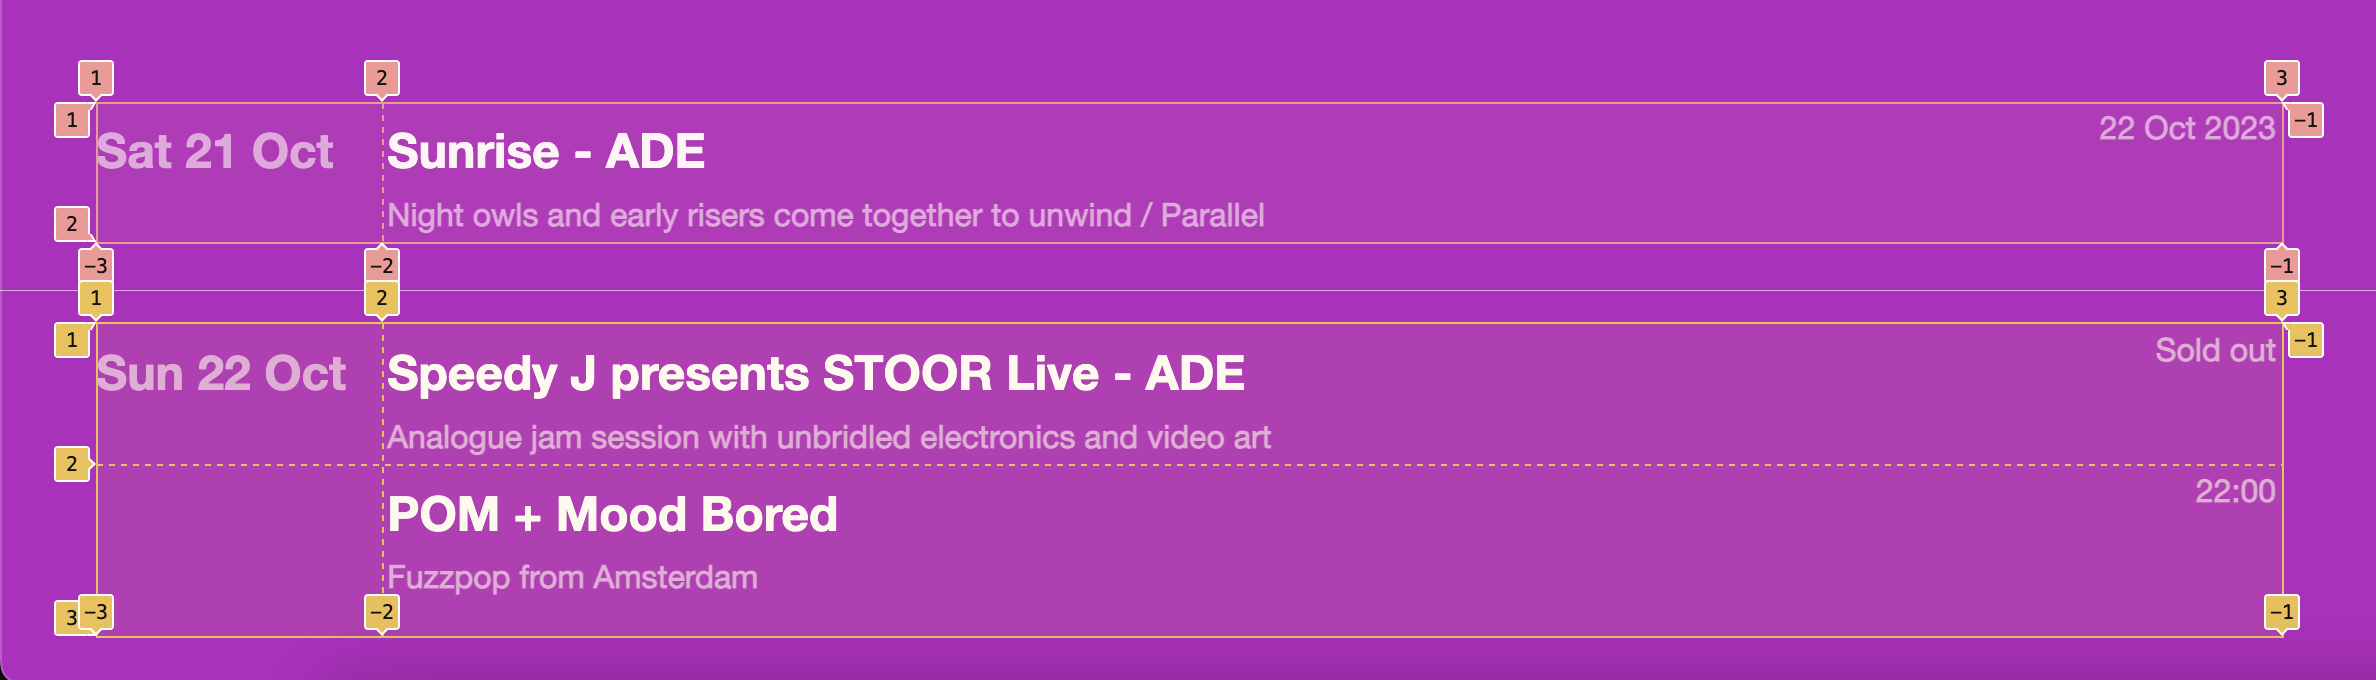 1 2 3
1 Sat 21 Oct Sunrise - ADE 22 Oct 2023 −1
2 Night owls and early risers come together to unwind / Parallel
−3 −2 −1
1 2 3
1 Sun 22 Oct Speedy J presents STOOR Live - ADE Sold out −1
Analogue jam session with unbridled electronics and video art
2
POM + Mood Bored 22:00
Fuzzpop from Amsterdam
3 −3 −2 −1